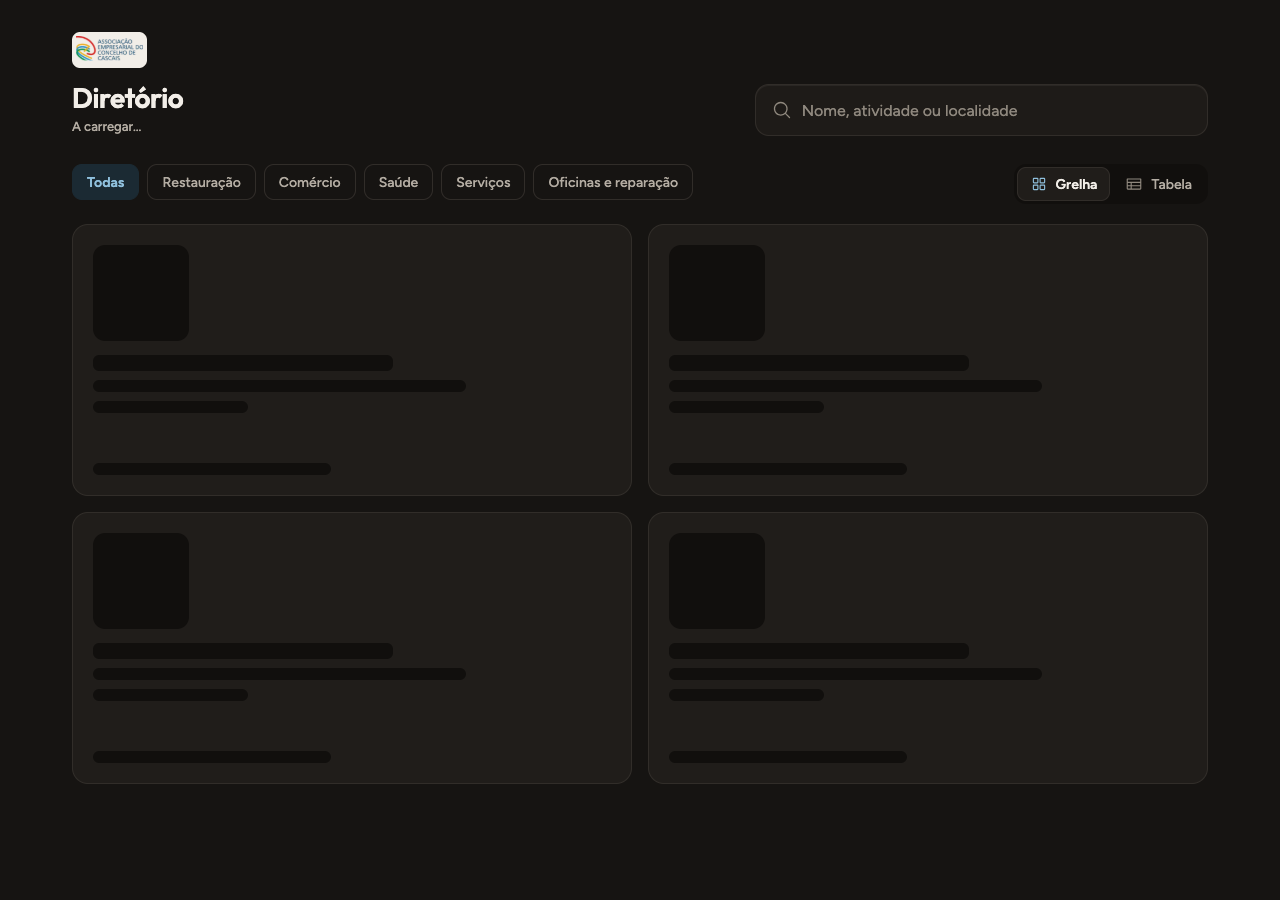 ASSOCIAÇÃO
EMPRESARIAL DO
CONCELHO DE
CASCAIS
Diretório
A carregar...
Nome, atividade ou localidade
Todas
Restauração
Comércio
Saúde
Serviços
Oficinas e reparação
Grelha
Tabela